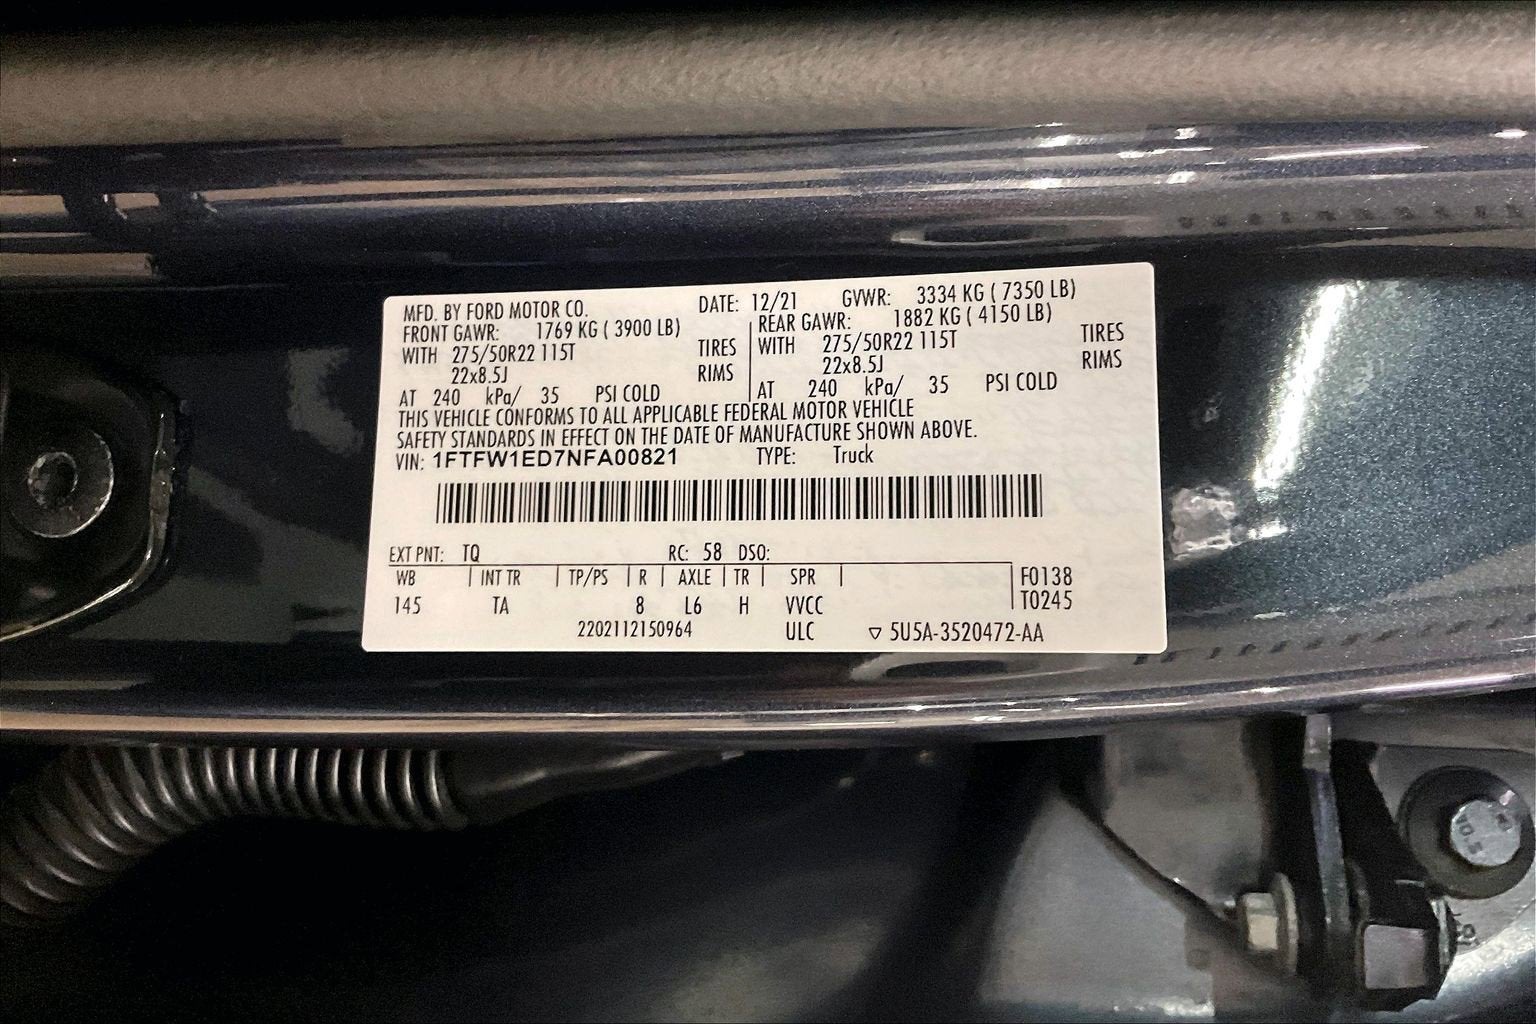 MFD. BY FORD MOTOR CO. DATE: 12/21 GVWR: 3334 KG ( 7350 LB)
FRONT GAWR: 1769 KG ( 3900 LB) REAR GAWR: 1882 KG ( 4150 LB)
WITH 275/50R22 115T TIRES WITH 275/50R22 115T TIRES
22x8.5J RIMS 22x8.5J RIMS
AT 240 kPa/ 35 PSI COLD AT 240 kPa/ 35 PSI COLD
THIS VEHICLE CONFORMS TO ALL APPLICABLE FEDERAL MOTOR VEHICLE
SAFETY STANDARDS IN EFFECT ON THE DATE OF MANUFACTURE SHOWN ABOVE.
VIN: 1FTFW1ED7NFA00821 TYPE: Truck
EXT PNT: TQ RC: 58 DSO:
WB INT TR TP/PS R AXLE TR SPR F0138
145 TA 8 L6 H VVCC T0245
2202112150964 ULC ▽ 5U5A-3520472-AA
10.9